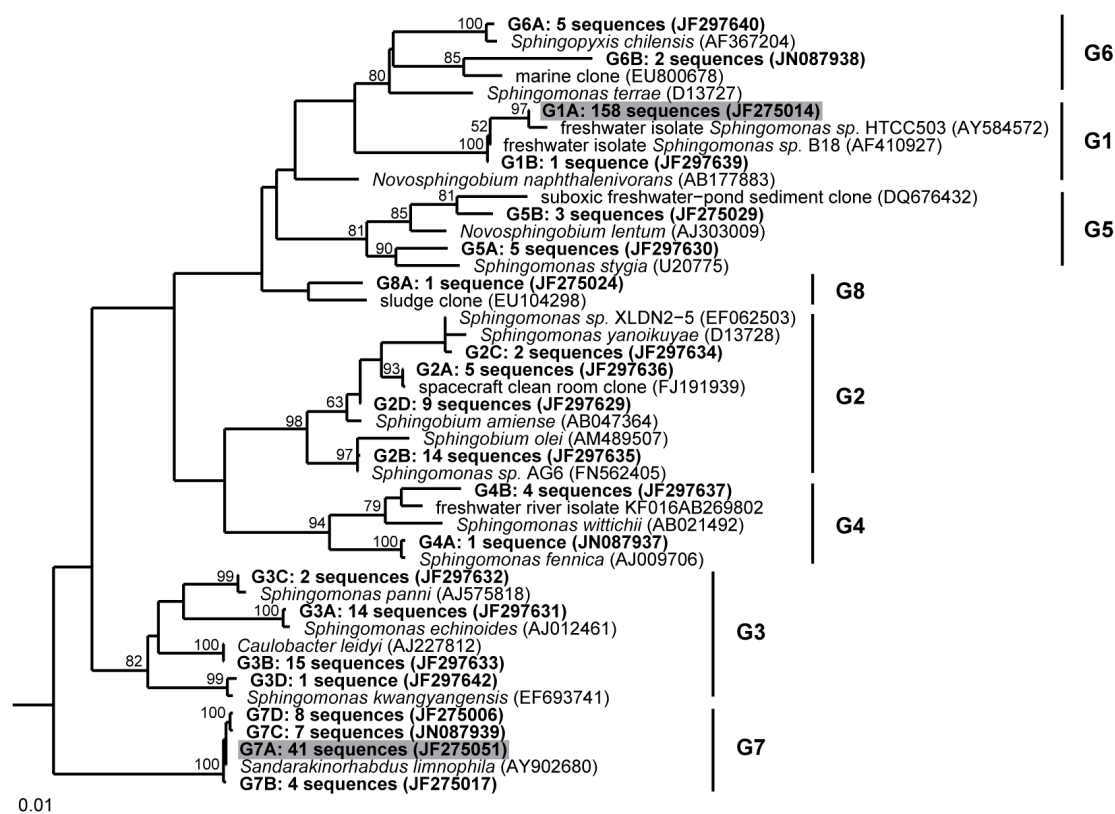 100 G6A: 5 sequences (JF297640)
Sphingopyxis chilensis (AF367204)
G6
85 G6B: 2 sequences (JN087938)
80 marine clone (EU800678)
Sphingomonas terrae (D13727)
97 G1A: 158 sequences (JF275014)
52 freshwater isolate Sphingomonas sp. HTCC503 (AY584572)
G1
100 freshwater isolate Sphingomonas sp. B18 (AF410927)
G1B: 1 sequence (JF297639)
Novosphingobium naphthalenivorans (AB177883)
81 suboxic freshwater−pond sediment clone (DQ676432)
85 G5B: 3 sequences (JF275029)
81 Novosphingobium lentum (AJ303009)
G5
90 G5A: 5 sequences (JF297630)
Sphingomonas stygia (U20775)
G8A: 1 sequence (JF275024)
G8
sludge clone (EU104298)
Sphingomonas sp. XLDN2−5 (EF062503)
Sphingomonas yanoikuyae (D13728)
G2C: 2 sequences (JF297634)
93 G2A: 5 sequences (JF297636)
spacecraft clean room clone (FJ191939)
G2
63 G2D: 9 sequences (JF297629)
98 Sphingobium amiense (AB047364)
Sphingobium olei (AM489507)
97 G2B: 14 sequences (JF297635)
Sphingomonas sp. AG6 (FN562405)
G4B: 4 sequences (JF297637)
79 freshwater river isolate KF016AB269802
94 Sphingomonas wittichii (AB021492)
G4
100 G4A: 1 sequence (JN087937)
Sphingomonas fennica (AJ009706)
99 G3C: 2 sequences (JF297632)
Sphingomonas panni (AJ575818)
100 G3A: 14 sequences (JF297631)
Sphingomonas echinoides (AJ012461)
G3
100 Caulobacter leidyi (AJ227812)
82 G3B: 15 sequences (JF297633)
99 G3D: 1 sequence (JF297642)
Sphingomonas kwangyangensis (EF693741)
100 G7D: 8 sequences (JF275006)
G7C: 7 sequences (JN087939)
G7A: 41 sequences (JF275051)
G7
100 Sandarakinorhabdus limnophila (AY902680)
G7B: 4 sequences (JF275017)
0.01